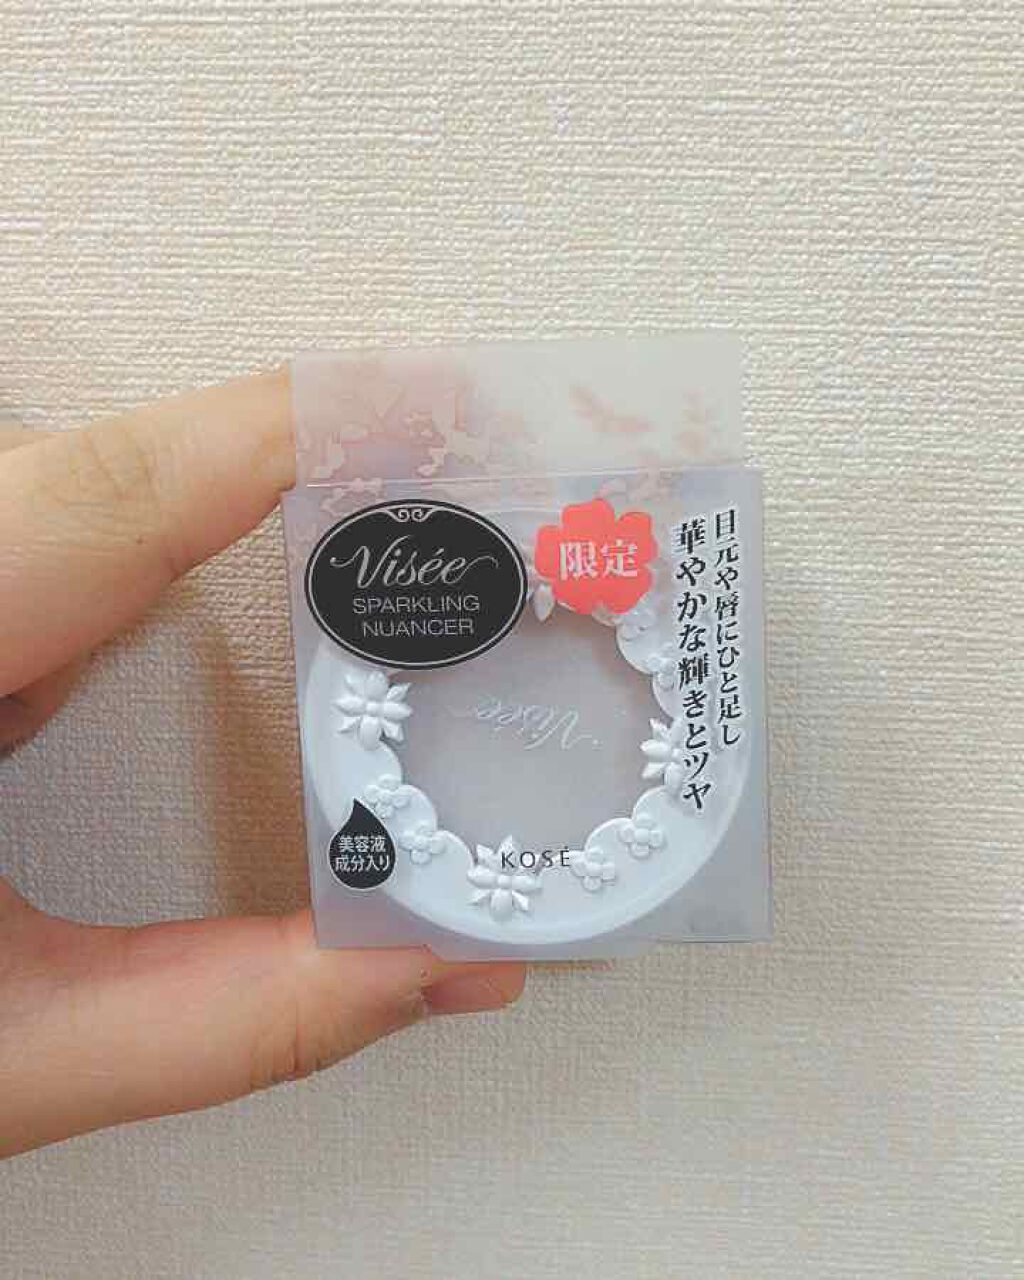 Visée
SPARKLING
NUANCER
限定
目元や唇にひと足し
華やかな輝きとツヤ
Visée
美容液
成分入り
KOSÉ